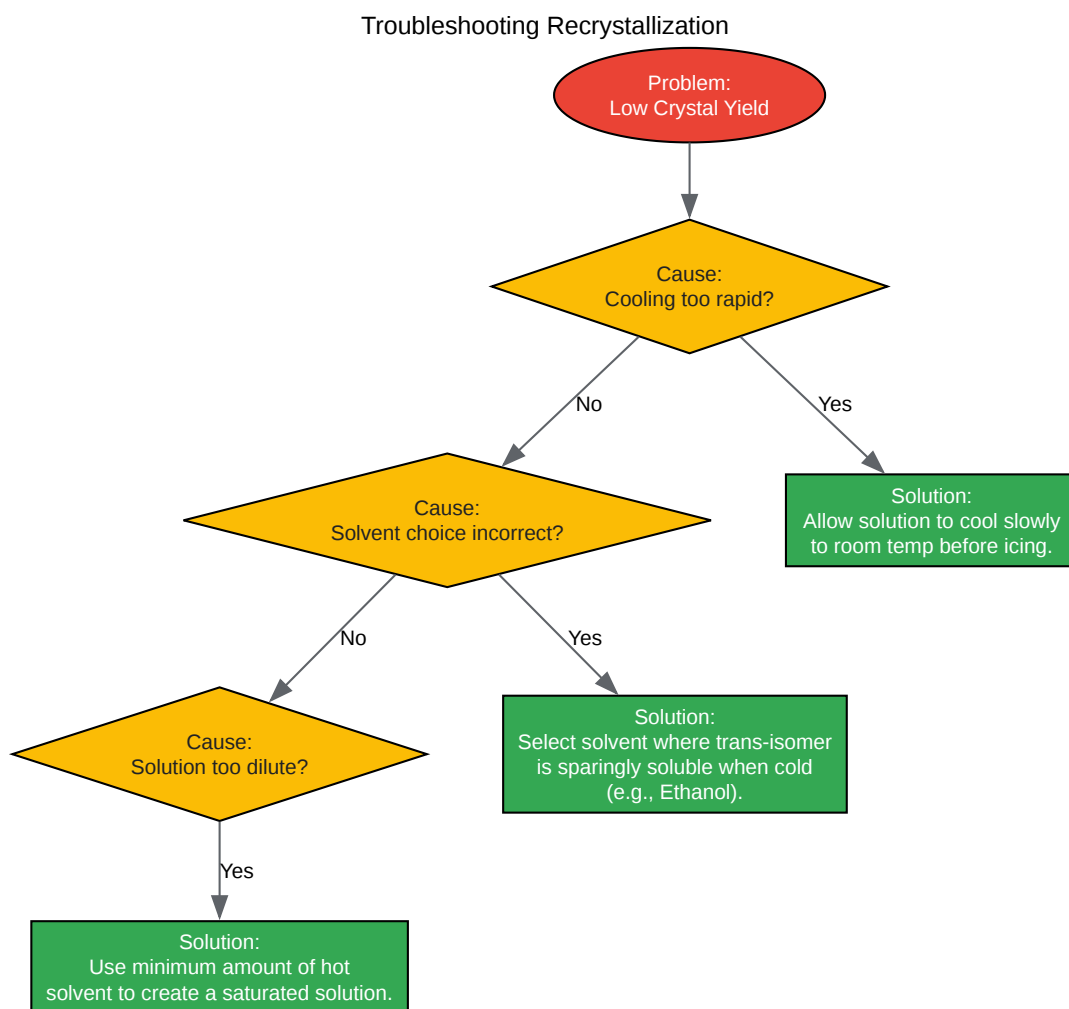 Troubleshooting Recrystallization
Problem:
Low Crystal Yield
Cause:
Cooling too rapid?
No
Yes
Cause:
Solvent choice incorrect?
Solution:
Allow solution to cool slowly
to room temp before icing.
No
Yes
Cause:
Solution too dilute?
Solution:
Select solvent where trans-isomer
is sparingly soluble when cold
(e.g., Ethanol).
Yes
Solution:
Use minimum amount of hot
solvent to create a saturated solution.